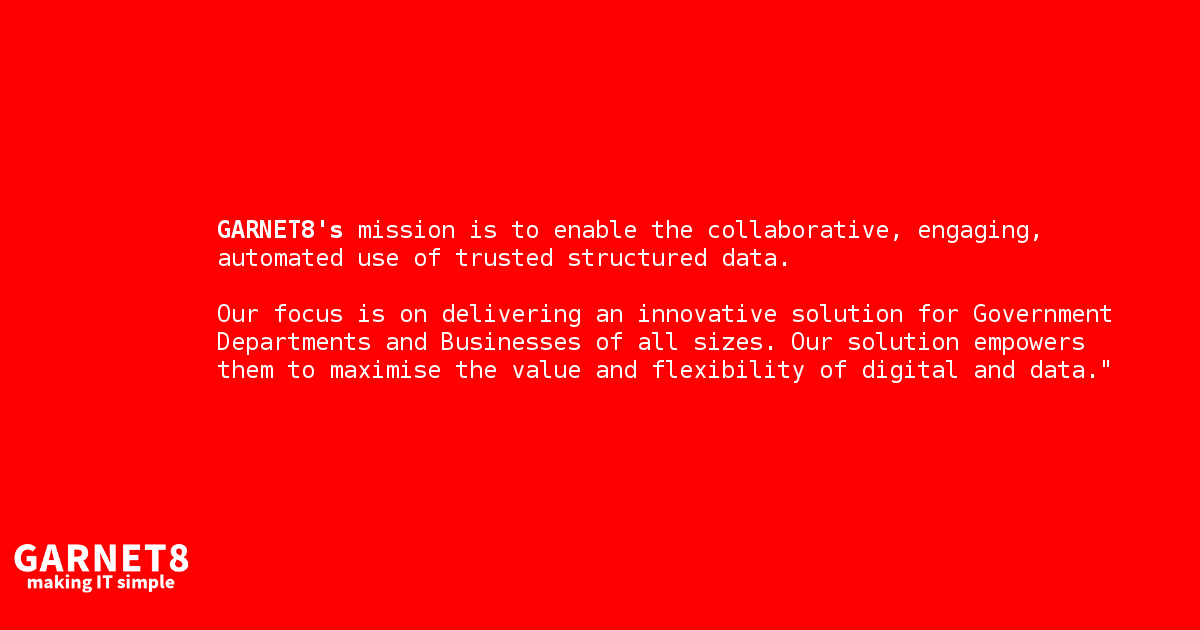 GARNET8's mission is to enable the collaborative, engaging,
automated use of trusted structured data.
Our focus is on delivering an innovative solution for Government
Departments and Businesses of all sizes. Our solution empowers
them to maximise the value and flexibility of digital and data."
GARNET8
making IT simple